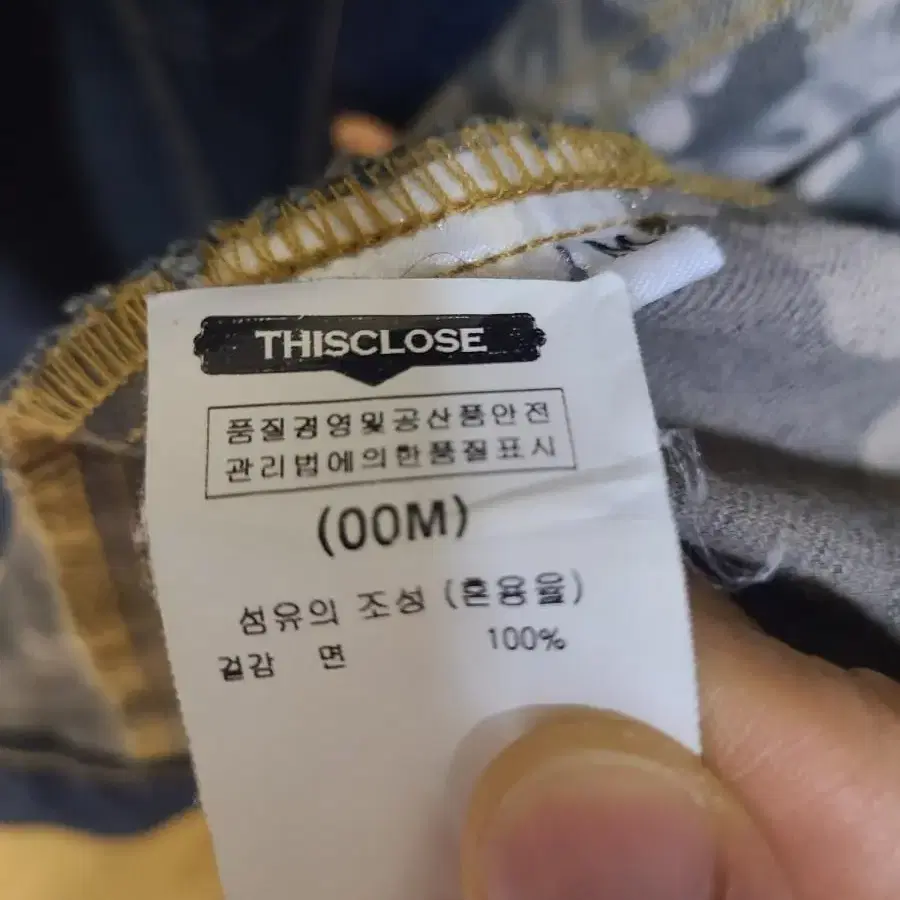 M
THISCLOSE
품질경영및공산품안전
관리법에의한품질표시
(00M)
섬유의 조성 (혼용율)
겉감 면 100%